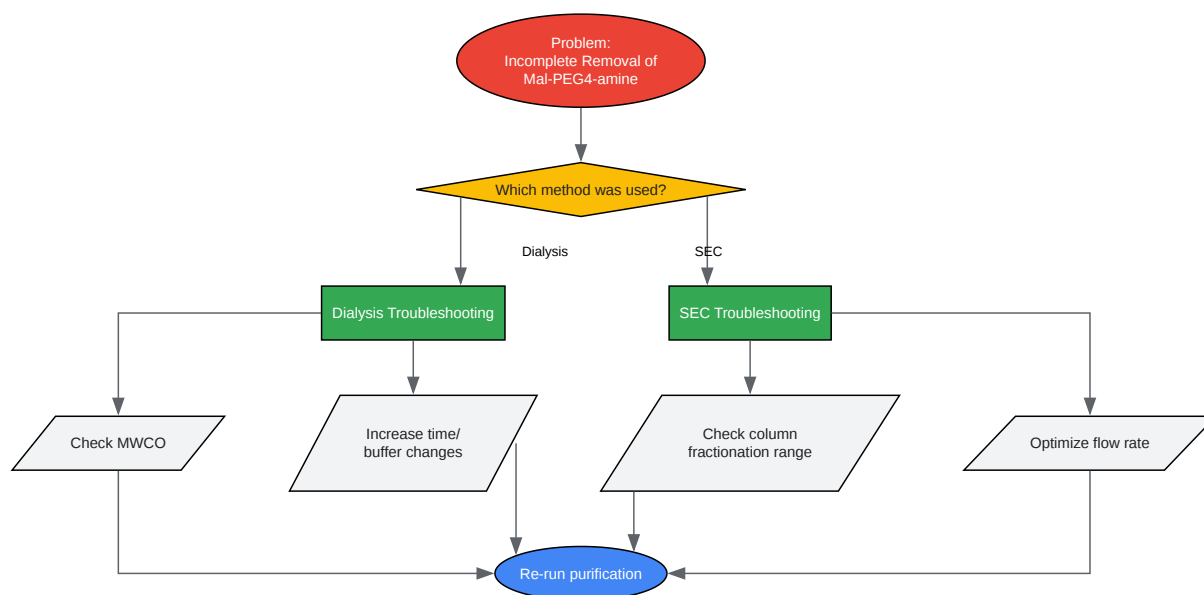 Problem:
Incomplete Removal of
Mal-PEG4-amine
Which method was used?
Dialysis
SEC
Dialysis Troubleshooting
SEC Troubleshooting
Check MWCO
Increase time/
buffer changes
Check column
fractionation range
Optimize flow rate
Re-run purification